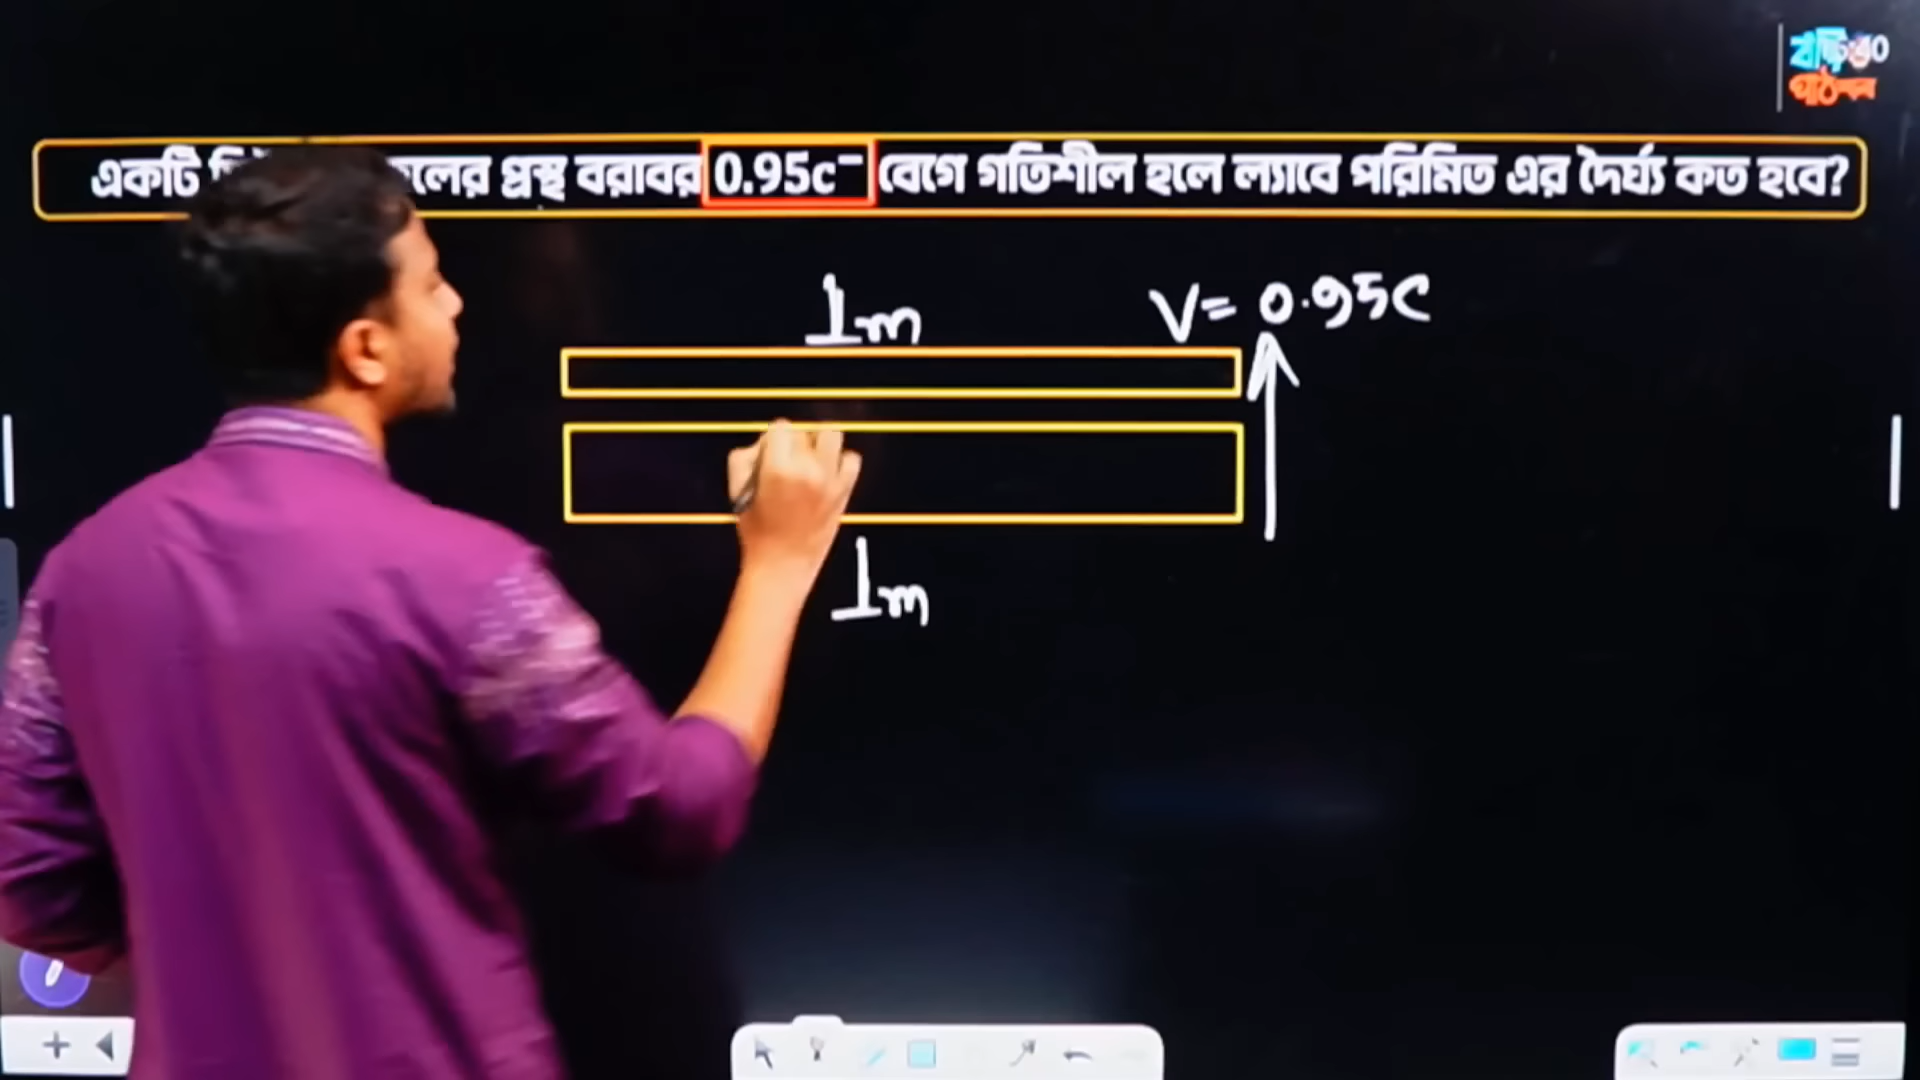 একটি লের প্রস্থ বরাবর 0.95c⁻ বেগে গতিশীল হলে ল্যাবে পরিমিত এর দৈর্ঘ্য কত হবে?
1m
V= 0.95C
1m